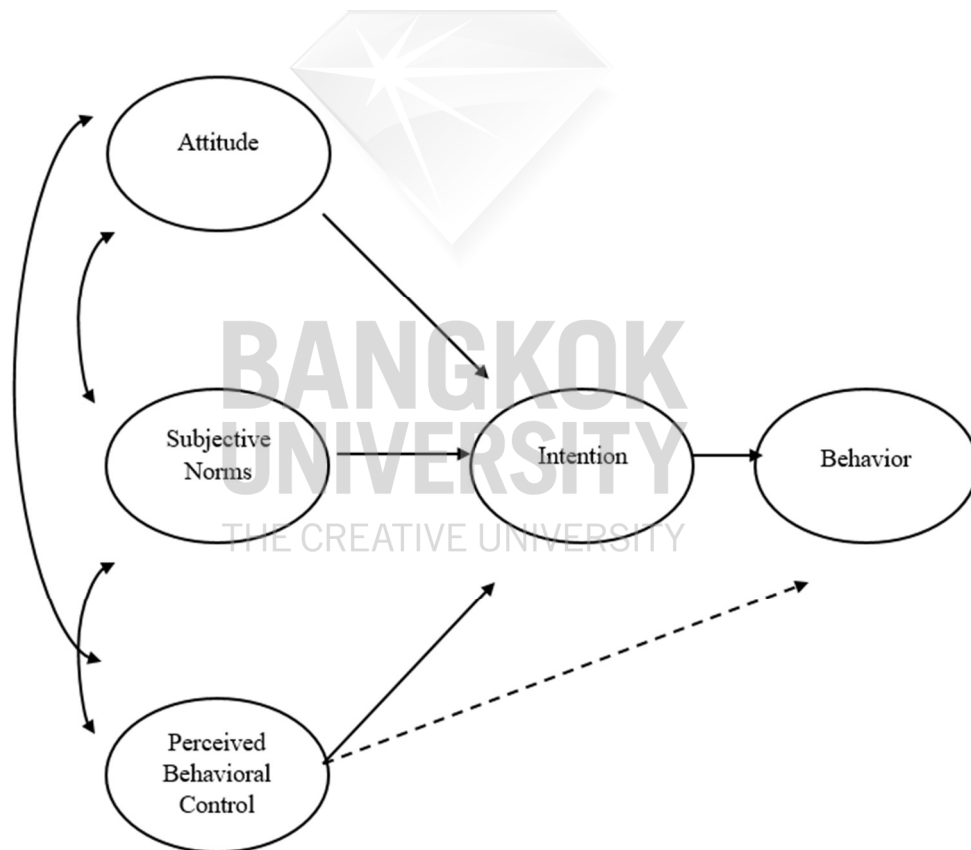 Attitude
BANGKOK
UNIVERSITY
THE CREATIVE UNIVERSITY
Subjective
Norms
Intention
Behavior
Perceived
Behavioral
Control